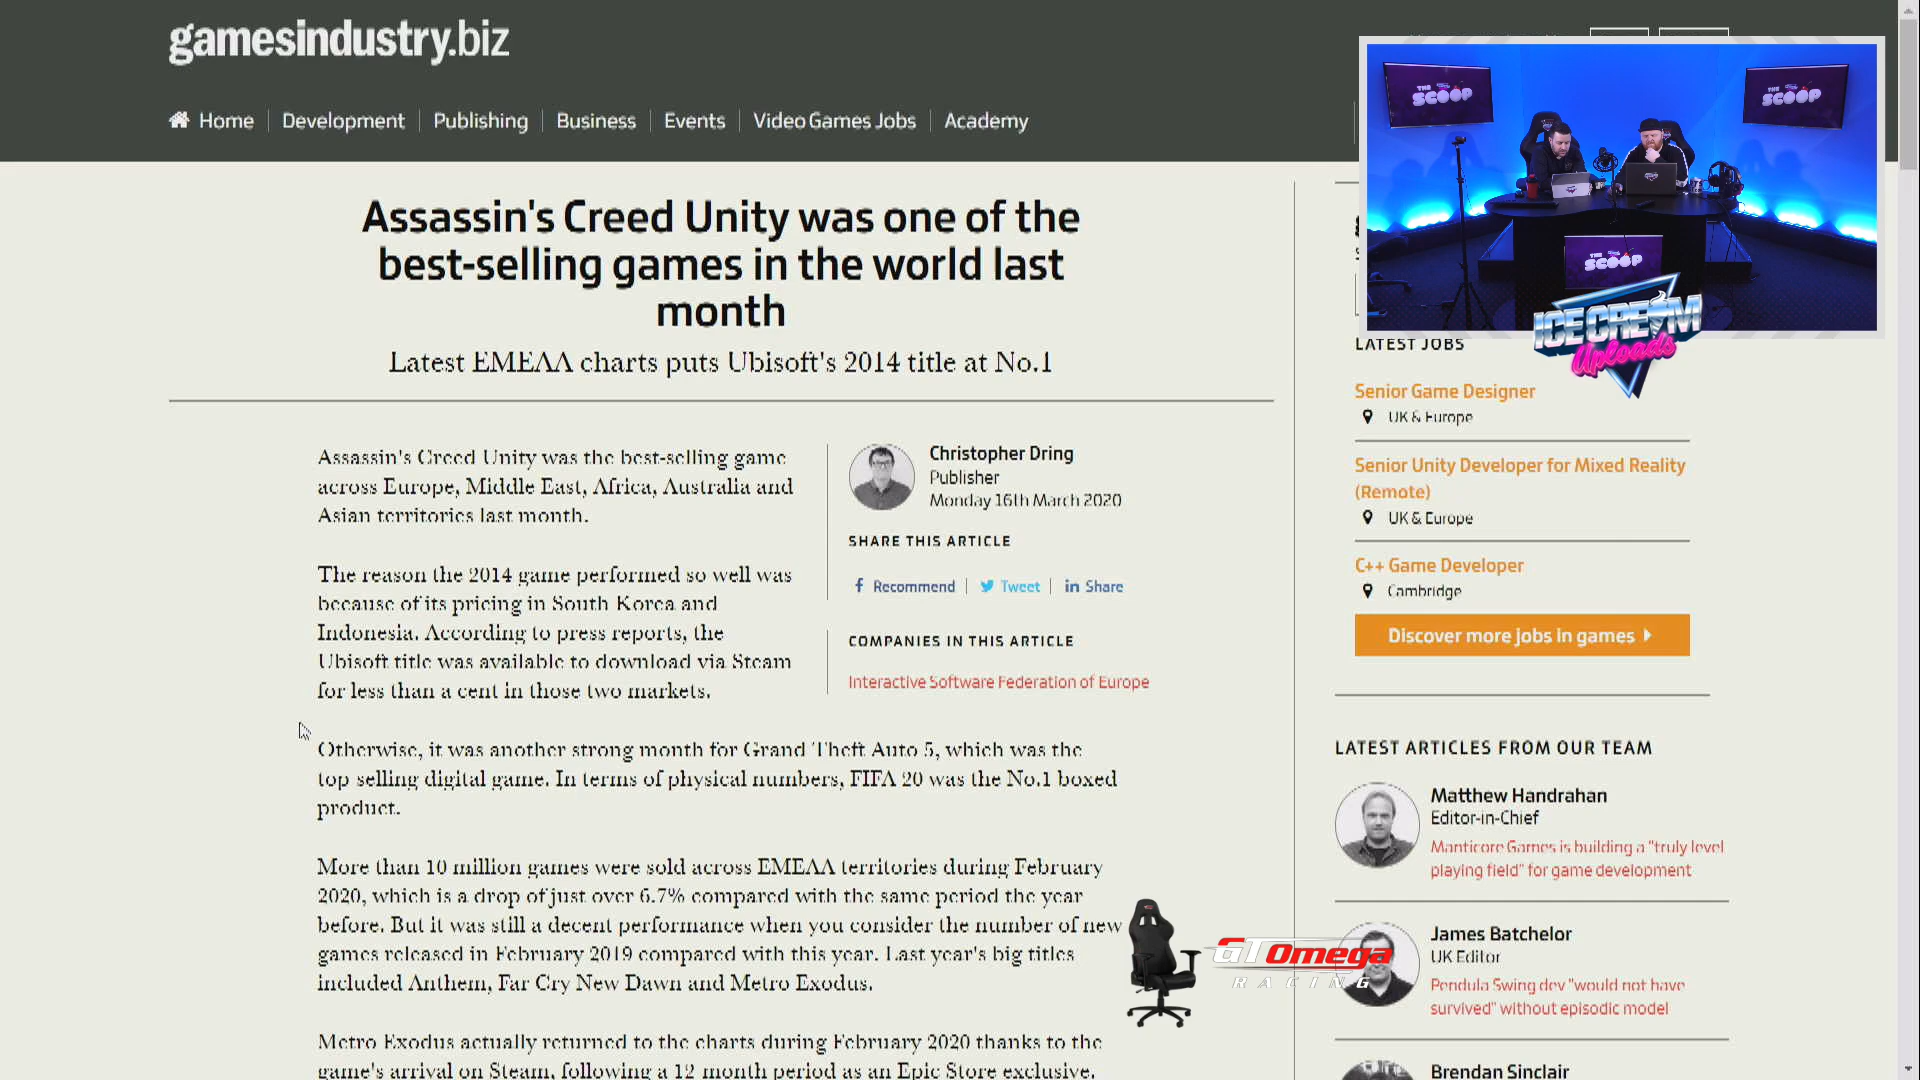 gamesindustry.biz
Home
Development
Publishing
Business
Events
Video Games Jobs
Academy
THE SCOOP
THE SCOOP
THE SCOOP
ICE CREAM
Uploads
Assassin's Creed Unity was one of the
best-selling games in the world last
month
Latest EMEAA charts puts Ubisoft's 2014 title at No.1
Assassin's Creed Unity was the best-selling game
across Europe, Middle East, Africa, Australia and
Asian territories last month.
The reason the 2014 game performed so well was
because of its pricing in South Korea and
Indonesia. According to press reports, the
Ubisoft title was available to download via Steam
for less than a cent in those two markets.
Otherwise, it was another strong month for Grand Theft Auto 5, which was the
top selling digital game. In terms of physical numbers, FIFA 20 was the No.1 boxed
product.
More than 10 million games were sold across EMEAA territories during February
2020, which is a drop of just over 6.7% compared with the same period the year
before. But it was still a decent performance when you consider the number of new
games released in February 2019 compared with this year. Last year's big titles
included Anthem, Far Cry New Dawn and Metro Exodus.
Metro Exodus actually returned to the charts during February 2020 thanks to the
game's arrival on Steam, following a 12 month period as an Epic Store exclusive.
Christopher Dring
Publisher
Monday 16th March 2020
SHARE THIS ARTICLE
Recommend
Tweet
Share
COMPANIES IN THIS ARTICLE
Interactive Software Federation of Europe
LATEST JOBS
Senior Game Designer
UK & Europe
Senior Unity Developer for Mixed Reality
(Remote)
UK & Europe
C++ Game Developer
Cambridge
Discover more jobs in games
LATEST ARTICLES FROM OUR TEAM
Matthew Handrahan
Editor-in-Chief
Manticore Games is building a "truly level
playing field" for game development
James Batchelor
UK Editor
Pendula Swing dev "would not have
survived" without episodic model
Brendan Sinclair
GT Omega
RACING